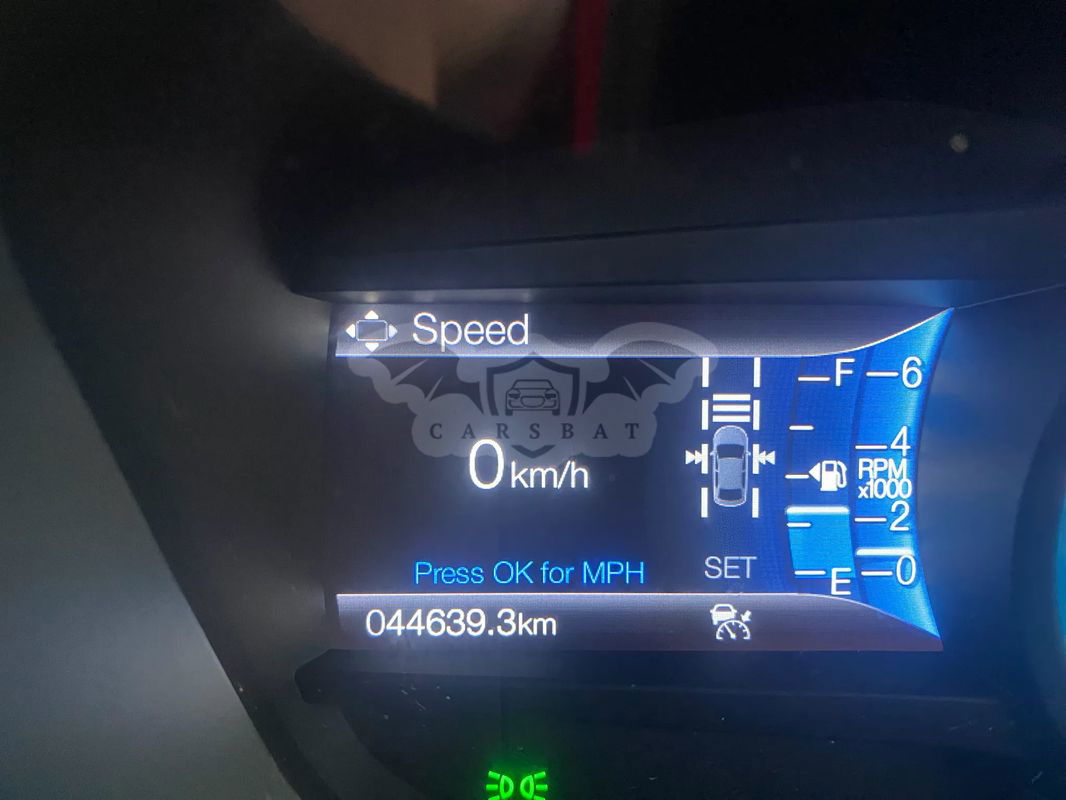 Speed
CARSBAT
0 km/h
Press OK for MPH
044639.3km
SET
F
E
6
4
RPM
x1000
2
0